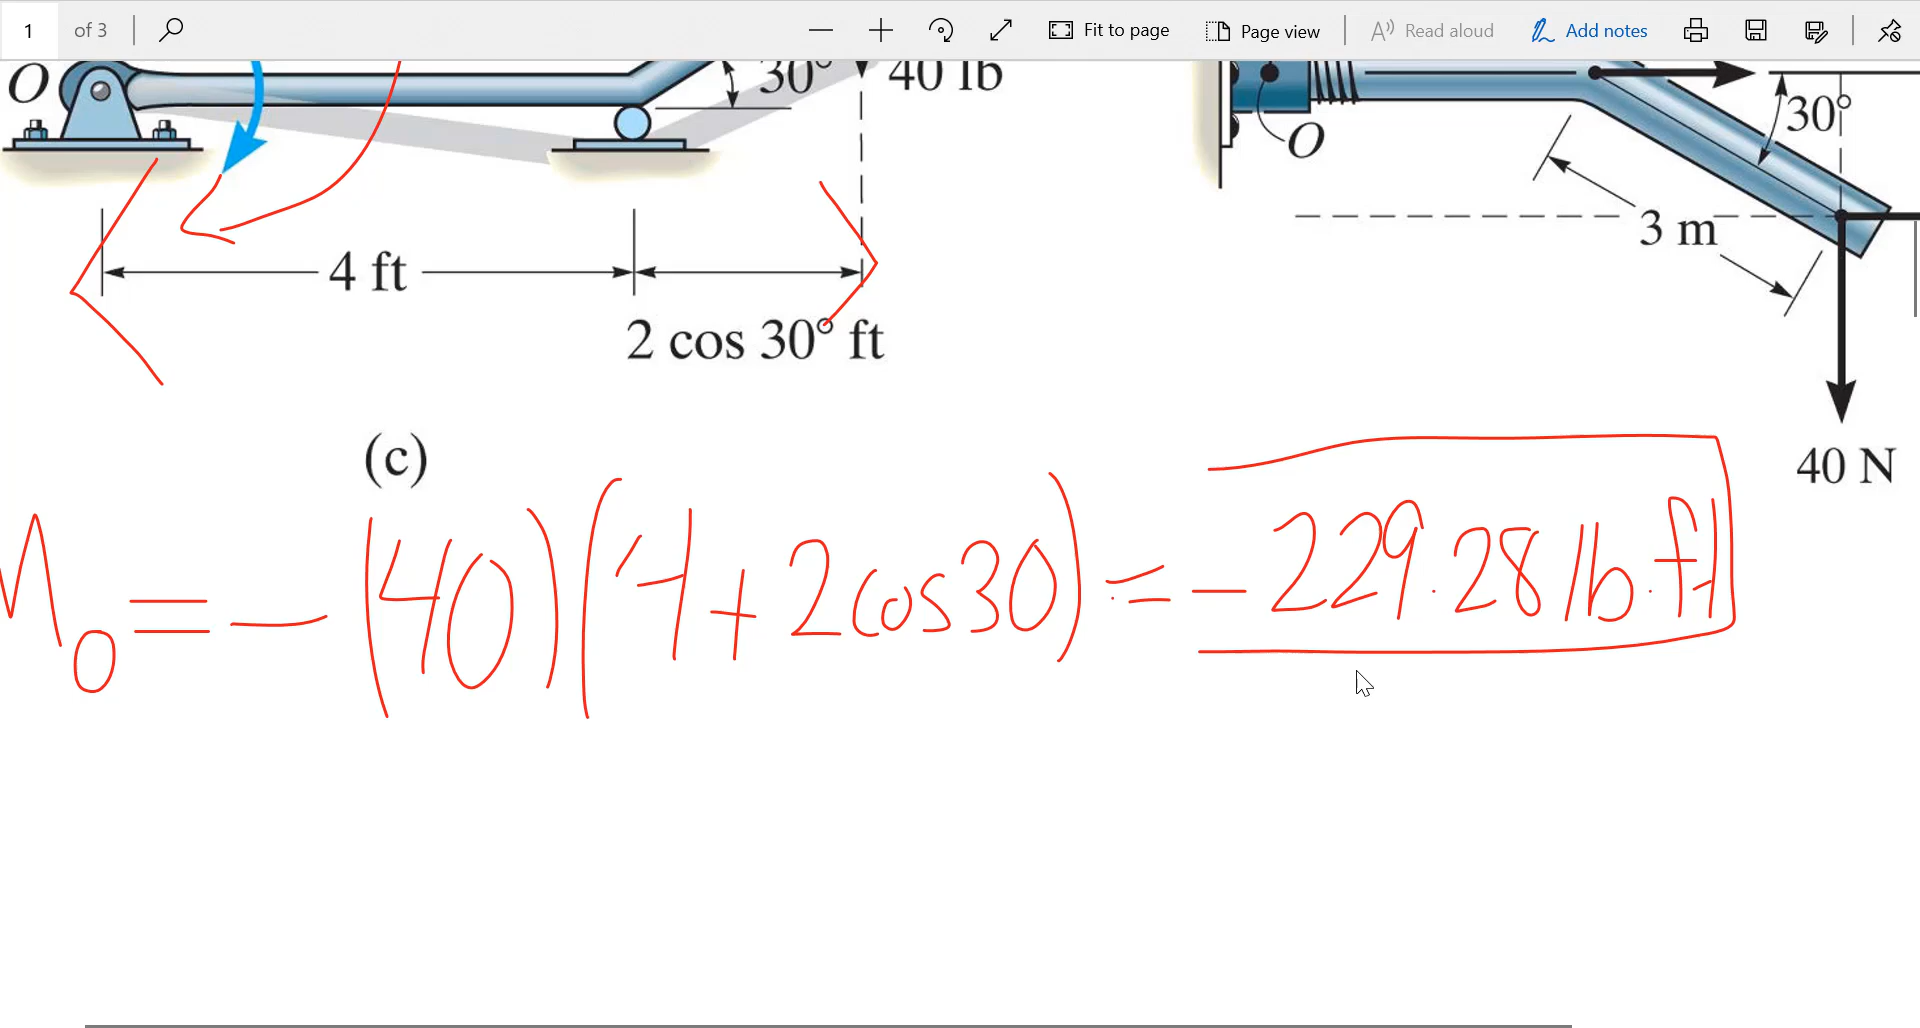 1 of 3 Fit to page Page view Read aloud Add notes
O 30° 40 lb
30°
O
3 m
4 ft
2 cos 30° ft
40 N
(c)
M₀ = - (40)(4 + 2cos30) = - 229.28 lb·ft